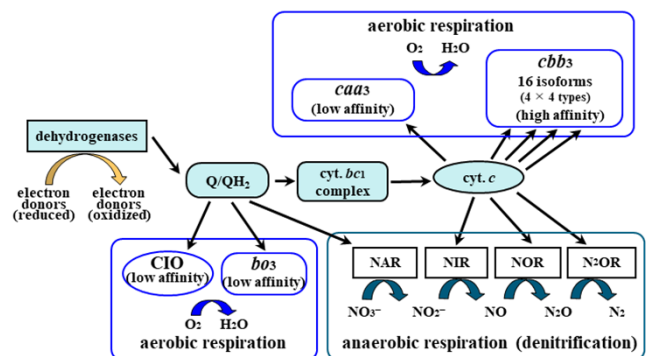 aerobic respiration
O₂ H₂O
caa₃
(low affinity)
cbb₃
16 isoforms
(4 × 4 types)
(high affinity)
dehydrogenases
electron donors (reduced)
electron donors (oxidized)
Q/QH₂
cyt. bc₁
complex
cyt. c
CIO
(low affinity)
bo₃
(low affinity)
O₂ H₂O
aerobic respiration
NAR NIR NOR N₂OR
NO₃⁻ NO₂⁻ NO N₂O N₂
anaerobic respiration (denitrification)